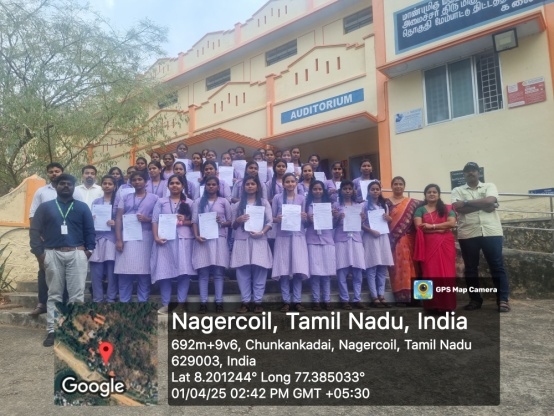 மாண்புமிகு
தொகுதி மேம்பாட்டு திட்டத்
AUDITORIUM
GPS Map Camera
Nagercoil, Tamil Nadu, India
692m+9v6, Chunkankadai, Nagercoil, Tamil Nadu
629003, India
Lat 8.201244° Long 77.385033°
01/04/25 02:42 PM GMT +05:30
Google